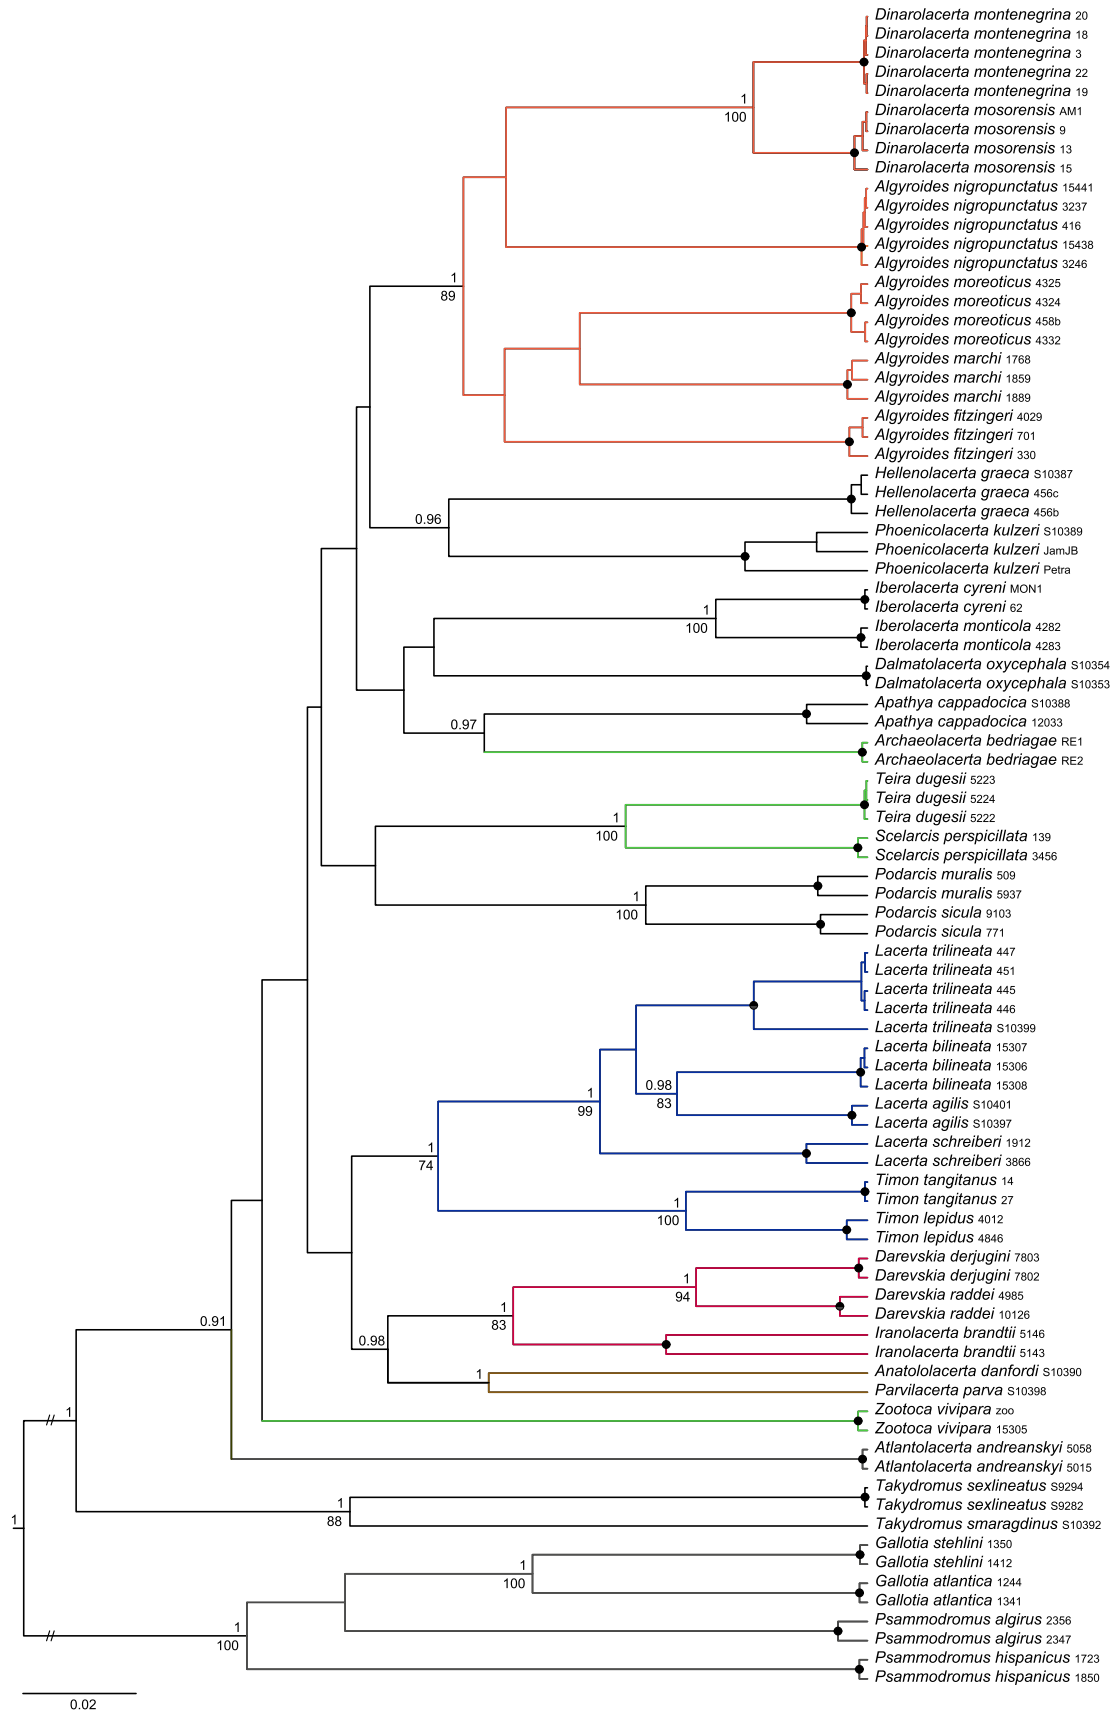 Dinarolacerta montenegrina 20
Dinarolacerta montenegrina 18
Dinarolacerta montenegrina 3
Dinarolacerta montenegrina 22
Dinarolacerta montenegrina 19
1
100
Dinarolacerta mosorensis AM1
Dinarolacerta mosorensis 9
Dinarolacerta mosorensis 13
Dinarolacerta mosorensis 15
Algyroides nigropunctatus 15441
Algyroides nigropunctatus 3237
Algyroides nigropunctatus 416
Algyroides nigropunctatus 15438
Algyroides nigropunctatus 3246
1
89
Algyroides moreoticus 4325
Algyroides moreoticus 4324
Algyroides moreoticus 458b
Algyroides moreoticus 4332
Algyroides marchi 1768
Algyroides marchi 1859
Algyroides marchi 1889
Algyroides fitzingeri 4029
Algyroides fitzingeri 701
Algyroides fitzingeri 330
Hellenolacerta graeca S10387
Hellenolacerta graeca 456c
Hellenolacerta graeca 456b
0.96
Phoenicolacerta kulzeri S10389
Phoenicolacerta kulzeri JamJB
Phoenicolacerta kulzeri Petra
Iberolacerta cyreni MON1
Iberolacerta cyreni 62
1
100
Iberolacerta monticola 4282
Iberolacerta monticola 4283
Dalmatolacerta oxycephala S10354
Dalmatolacerta oxycephala S10353
Apathya cappadocica S10388
Apathya cappadocica 12033
0.97
Archaeolacerta bedriagae RE1
Archaeolacerta bedriagae RE2
Teira dugesii 5223
Teira dugesii 5224
Teira dugesii 5222
1
100
Scelarcis perspicillata 139
Scelarcis perspicillata 3456
Podarcis muralis 509
Podarcis muralis 5937
1
100
Podarcis sicula 9103
Podarcis sicula 771
Lacerta trilineata 447
Lacerta trilineata 451
Lacerta trilineata 445
Lacerta trilineata 446
Lacerta trilineata S10399
Lacerta bilineata 15307
Lacerta bilineata 15306
Lacerta bilineata 15308
0.98
83
1
99
Lacerta agilis S10401
Lacerta agilis S10397
Lacerta schreiberi 1912
Lacerta schreiberi 3866
1
74
Timon tangitanus 14
Timon tangitanus 27
1
100
Timon lepidus 4012
Timon lepidus 4846
Darevskia derjugini 7803
Darevskia derjugini 7802
1
94
Darevskia raddei 4985
Darevskia raddei 10126
1
83
Iranolacerta brandtii 5146
Iranolacerta brandtii 5143
0.91
0.98
1
Anatololacerta danfordi S10390
Parvilacerta parva S10398
Zootoca vivipara zoo
Zootoca vivipara 15305
1
Atlantolacerta andreanskyi 5058
Atlantolacerta andreanskyi 5015
Takydromus sexlineatus S9294
Takydromus sexlineatus S9282
1
88
Takydromus smaragdinus S10392
1
Gallotia stehlini 1350
Gallotia stehlini 1412
1
100
Gallotia atlantica 1244
Gallotia atlantica 1341
Psammodromus algirus 2356
Psammodromus algirus 2347
1
100
Psammodromus hispanicus 1723
Psammodromus hispanicus 1850
0.02